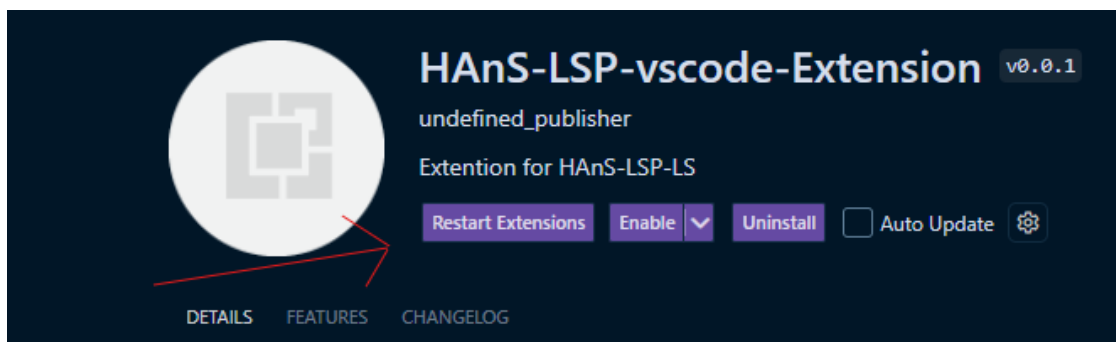 HAnS-LSP-vscode-Extension v0.0.1
undefined_publisher
Extention for HAnS-LSP-LS
Restart Extensions Enable Uninstall Auto Update
DETAILS FEATURES CHANGELOG